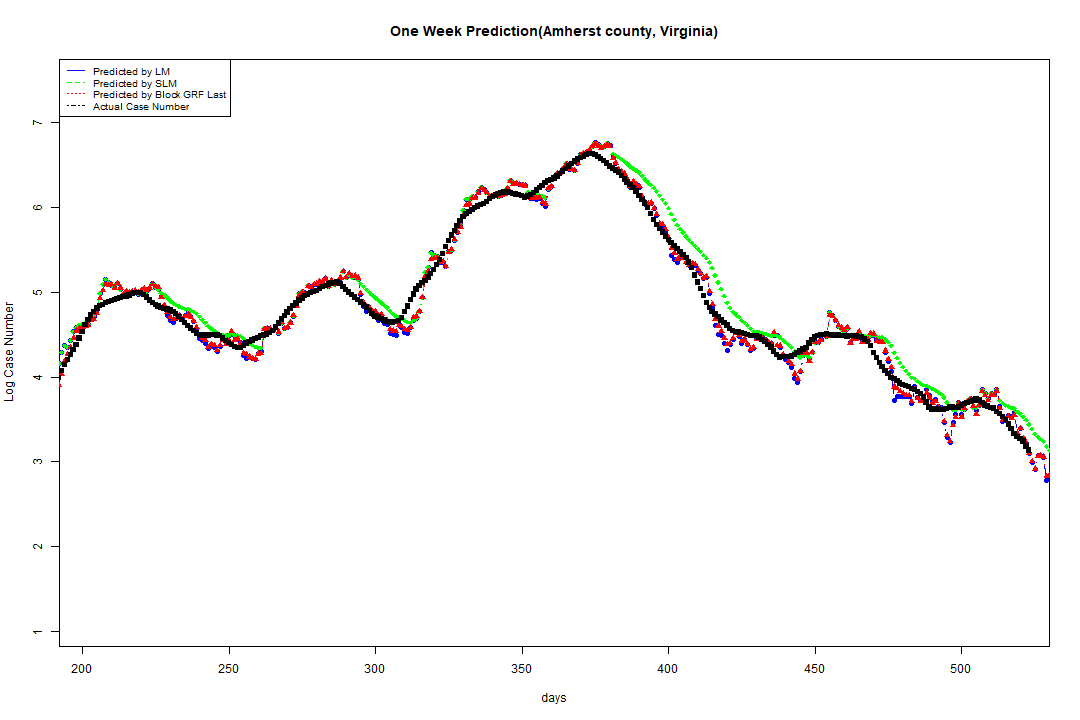 One Week Prediction(Amherst county, Virginia)
Predicted by LM
Predicted by SLM
Predicted by Block GRF Last
Actual Case Number
7
6
5
4
3
2
1
Log Case Number
200 250 300 350 400 450 500
days